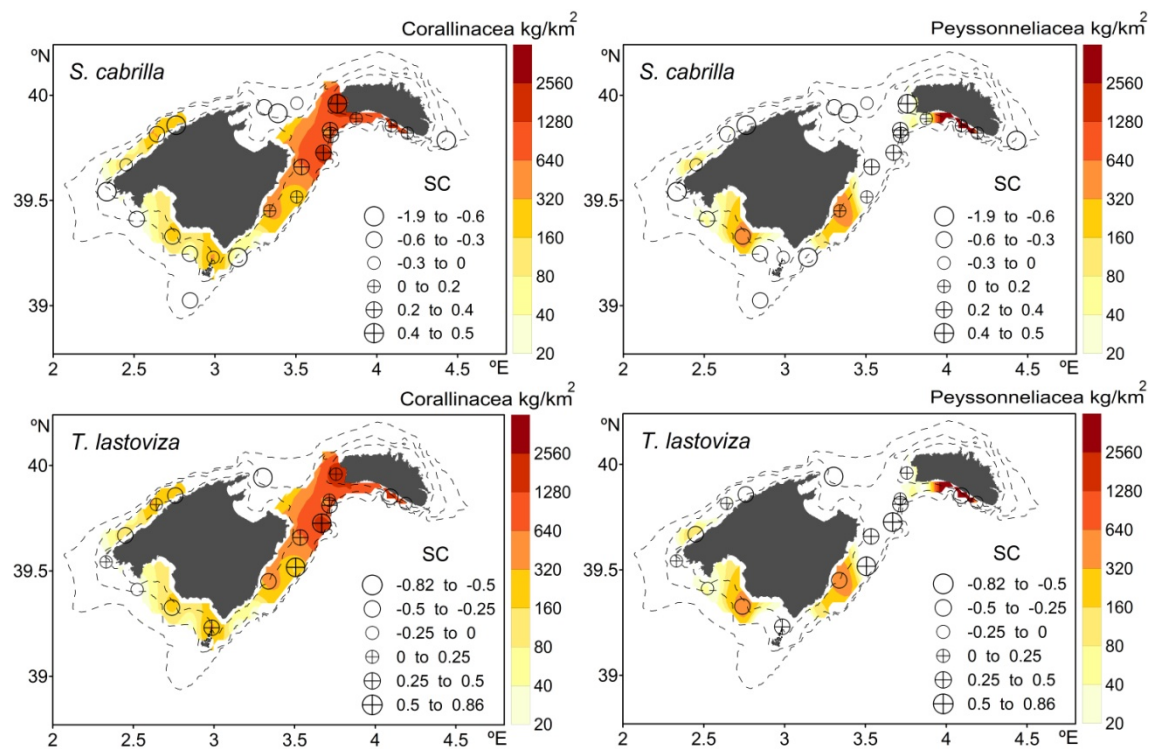 Corallinacea kg/km²
ºN
S. cabrilla
40
39.5
39
2
2.5
3
3.5
4
4.5
ºE
SC
-1.9 to -0.6
-0.6 to -0.3
-0.3 to 0
0 to 0.2
0.2 to 0.4
0.4 to 0.5
2560
1280
640
320
160
80
40
20
Peyssonneliacea kg/km²
ºN
S. cabrilla
40
39.5
39
2
2.5
3
3.5
4
4.5
ºE
SC
-1.9 to -0.6
-0.6 to -0.3
-0.3 to 0
0 to 0.2
0.2 to 0.4
0.4 to 0.5
2560
1280
640
320
160
80
40
20
Corallinacea kg/km²
ºN
T. lastoviza
40
39.5
39
2
2.5
3
3.5
4
4.5
ºE
SC
-0.82 to -0.5
-0.5 to -0.25
-0.25 to 0
0 to 0.25
0.25 to 0.5
0.5 to 0.86
2560
1280
640
320
160
80
40
20
Peyssonneliacea kg/km²
ºN
T. lastoviza
40
39.5
39
2
2.5
3
3.5
4
4.5
ºE
SC
-0.82 to -0.5
-0.5 to -0.25
-0.25 to 0
0 to 0.25
0.25 to 0.5
0.5 to 0.86
2560
1280
640
320
160
80
40
20